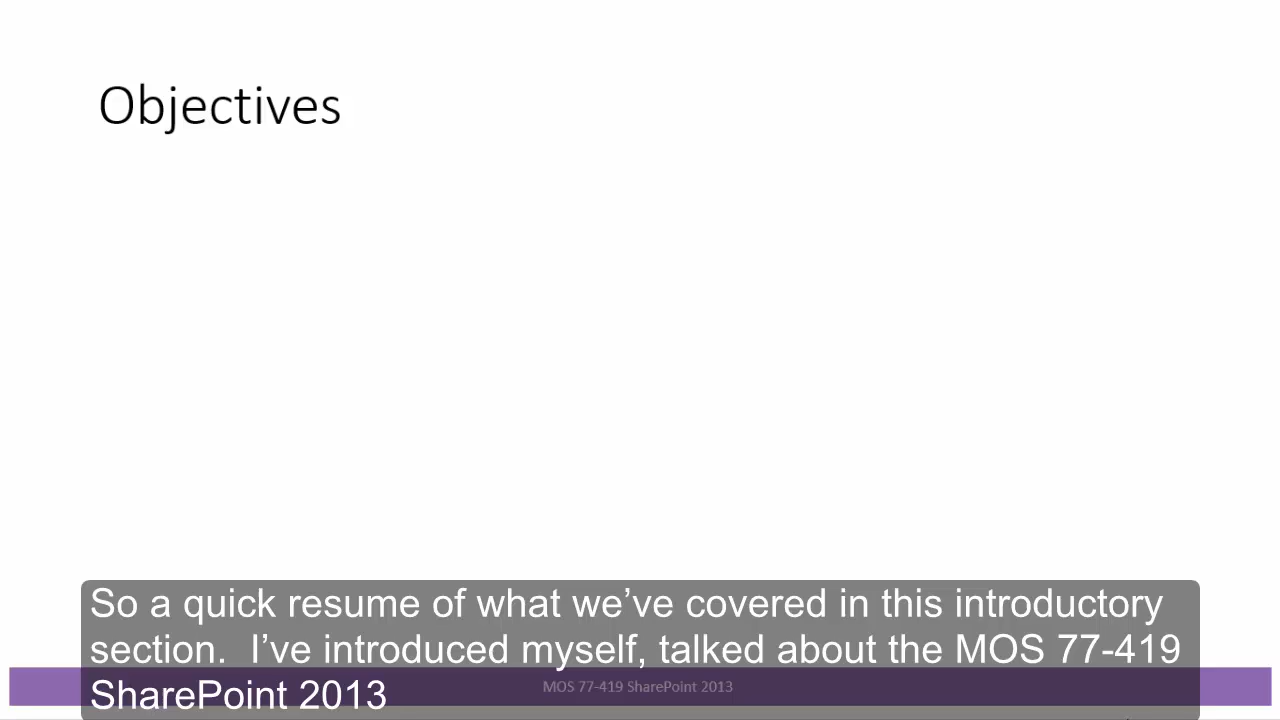 Objectives
So a quick resume of what we’ve covered in this introductory
section.  I’ve introduced myself, talked about the MOS 77-419
SharePoint 2013
MOS 77-419 SharePoint 2013